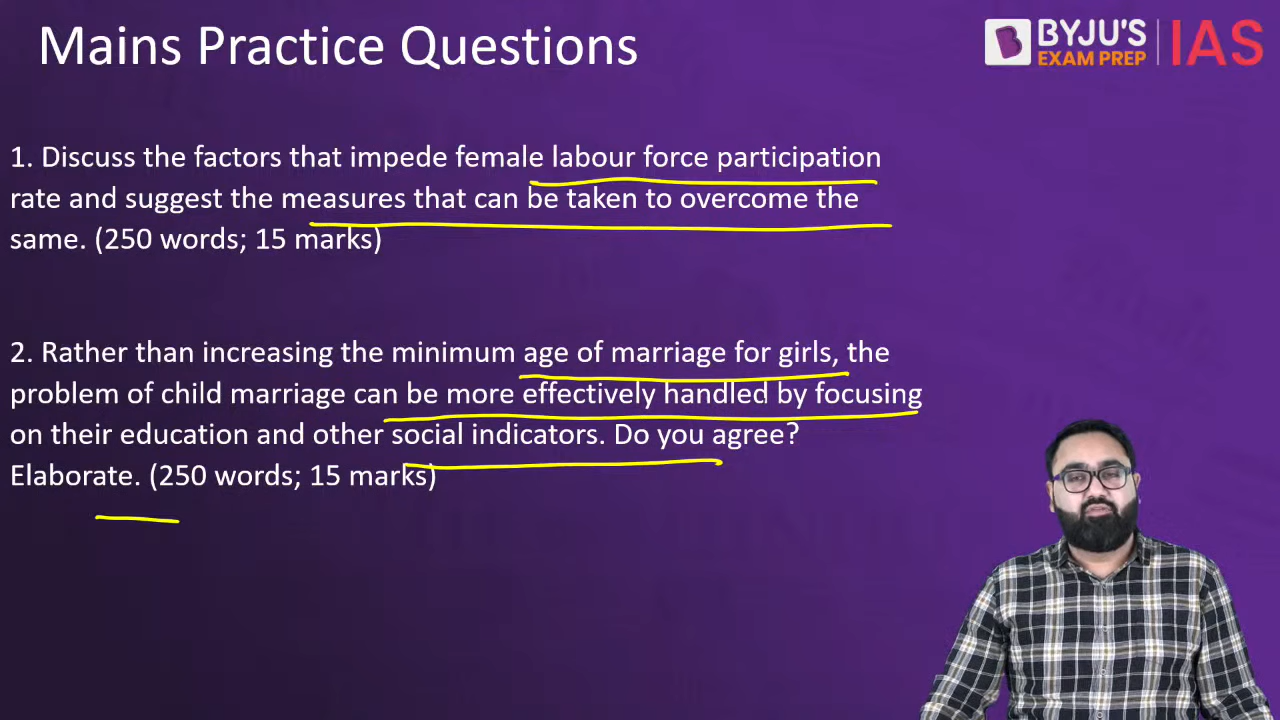 Mains Practice Questions
BYJU'S
EXAM PREP
IAS
1. Discuss the factors that impede female labour force participation
rate and suggest the measures that can be taken to overcome the
same. (250 words; 15 marks)
2. Rather than increasing the minimum age of marriage for girls, the
problem of child marriage can be more effectively handled by focusing
on their education and other social indicators. Do you agree?
Elaborate. (250 words; 15 marks)